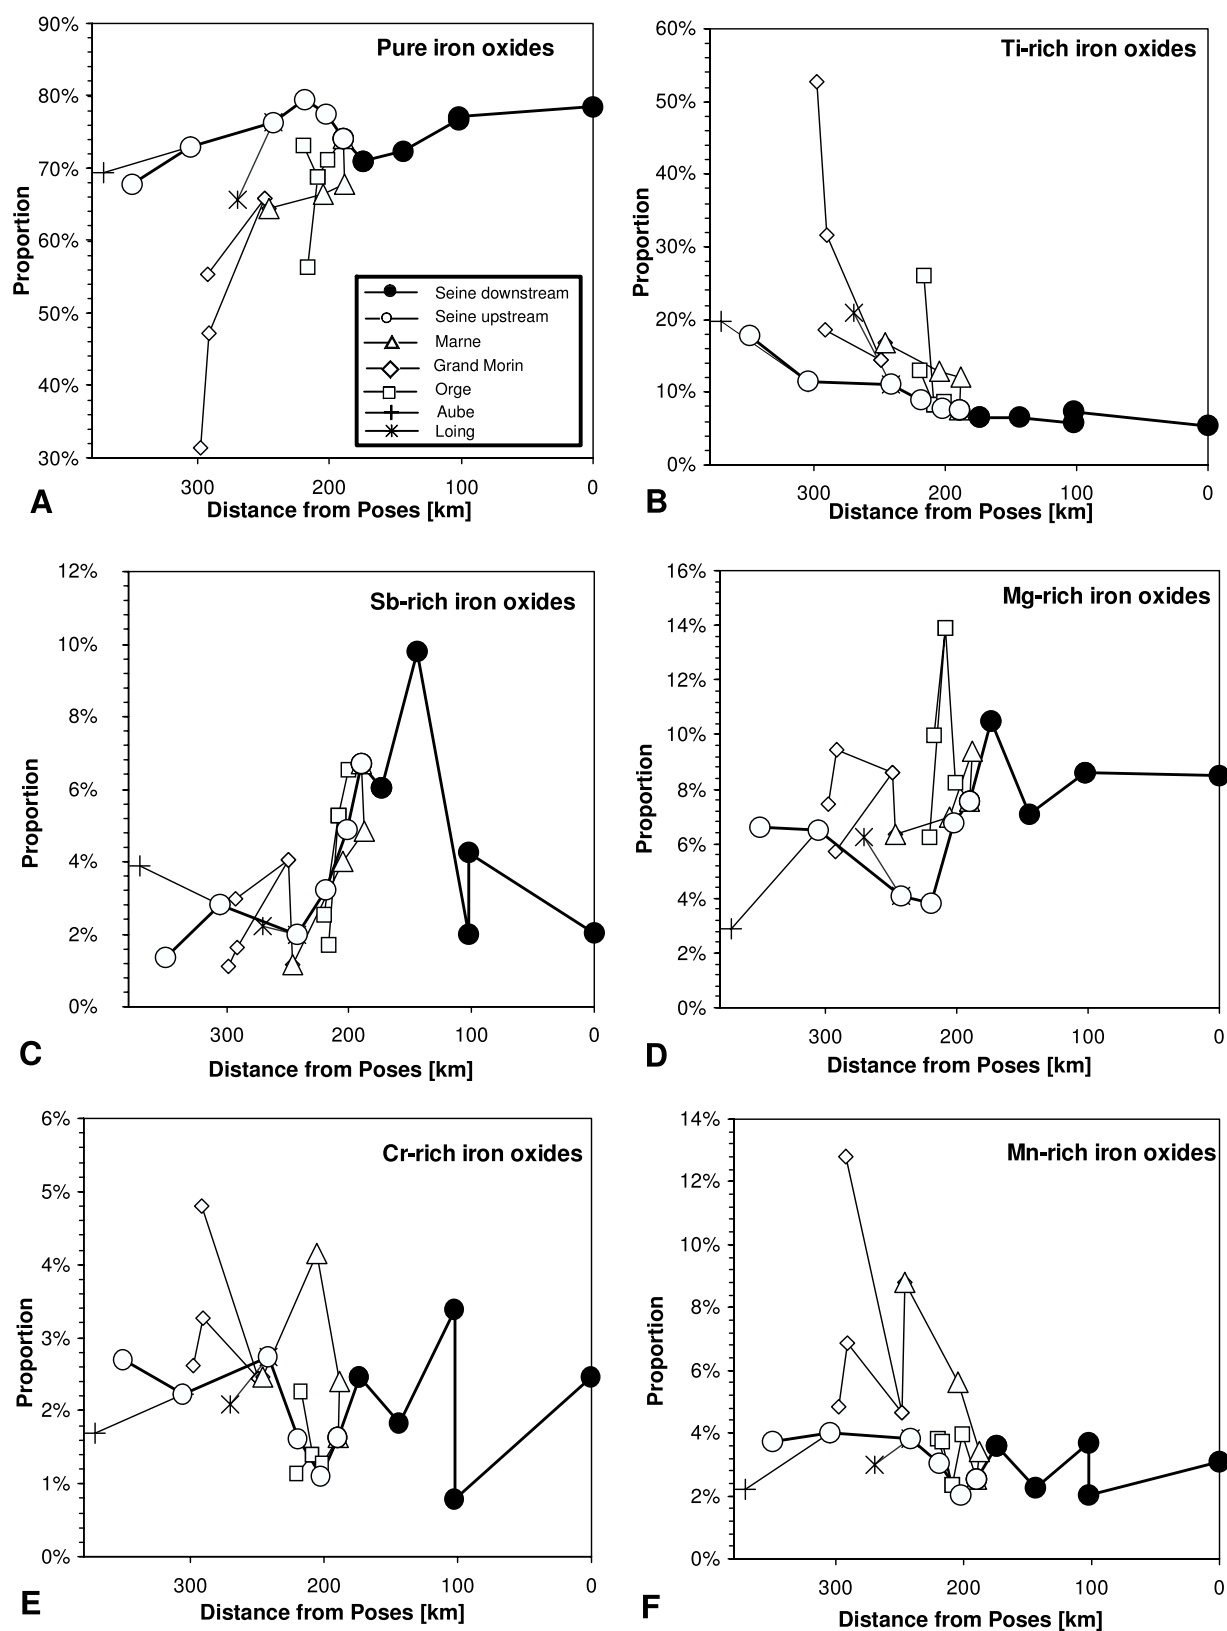 Pure iron oxides
90%
80%
70%
60%
50%
40%
30%
Proportion
Seine downstream
Seine upstream
Marne
Grand Morin
Orge
Aube
Loing
300 200 100 0
Distance from Poses [km]
A
Ti-rich iron oxides
60%
50%
40%
30%
20%
10%
0%
Proportion
300 200 100 0
Distance from Poses [km]
B
Sb-rich iron oxides
12%
10%
8%
6%
4%
2%
0%
Proportion
300 200 100 0
Distance from Poses [km]
C
Mg-rich iron oxides
16%
14%
12%
10%
8%
6%
4%
2%
0%
Proportion
300 200 100 0
Distance from Poses [km]
D
Cr-rich iron oxides
6%
5%
4%
3%
2%
1%
0%
Proportion
300 200 100 0
Distance from Poses [km]
E
Mn-rich iron oxides
14%
12%
10%
8%
6%
4%
2%
0%
Proportion
300 200 100 0
Distance from Poses [km]
F